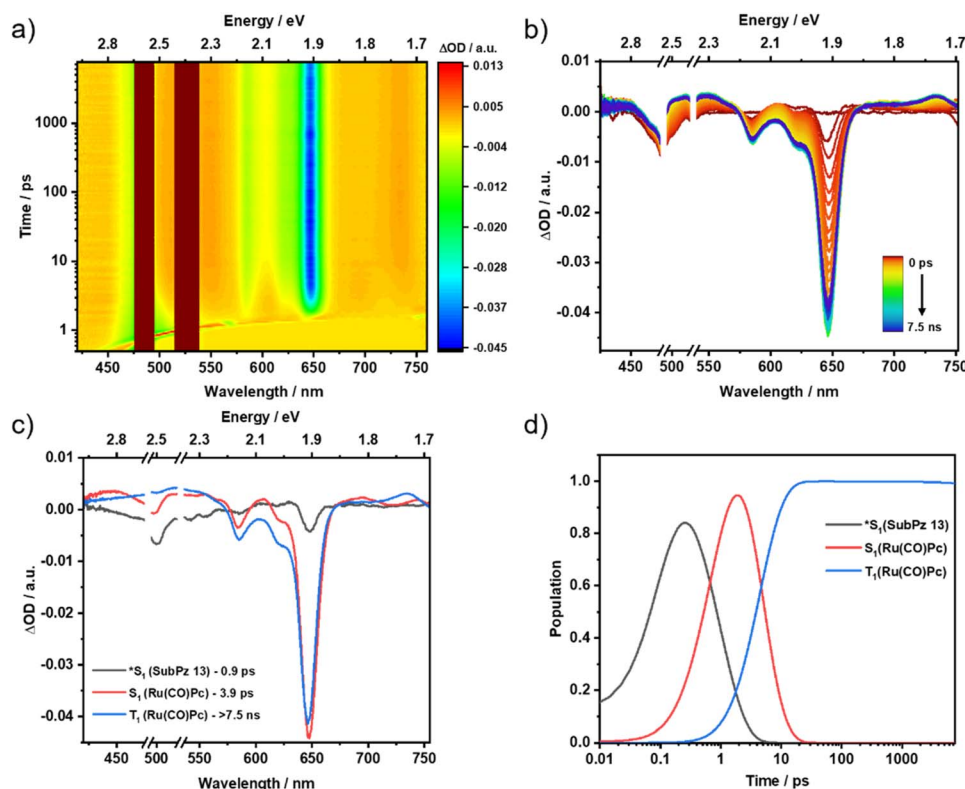 a)
Energy / eV
2.8 2.5 2.3 2.1 1.9 1.7
ΔOD / a.u.
0.013
0.005
-0.004
-0.012
-0.020
-0.028
-0.037
-0.045
Time / ps
1000
100
10
1
450 500 550 600 650 700 750
Wavelength / nm
b)
Energy / eV
2.8 2.5 2.3 2.1 1.9 1.7
ΔOD / a.u.
0.01
0.00
-0.01
-0.02
-0.03
-0.04
0 ps
7.5 ns
450 500 550 600 650 700 750
Wavelength / nm
c)
Energy / eV
2.8 2.5 2.3 2.1 1.9 1.7
ΔOD / a.u.
0.01
0.00
-0.01
-0.02
-0.03
-0.04
*S₁ (SubPz 13) - 0.9 ps
S₁ (Ru(CO)Pc) - 3.9 ps
T₁ (Ru(CO)Pc) - >7.5 ns
450 500 550 600 650 700 750
Wavelength / nm
d)
Population
1.0
0.8
0.6
0.4
0.2
0.0
*S₁(SubPz 13)
S₁(Ru(CO)Pc)
T₁(Ru(CO)Pc)
0.01 0.1 1 10 100 1000
Time / ps